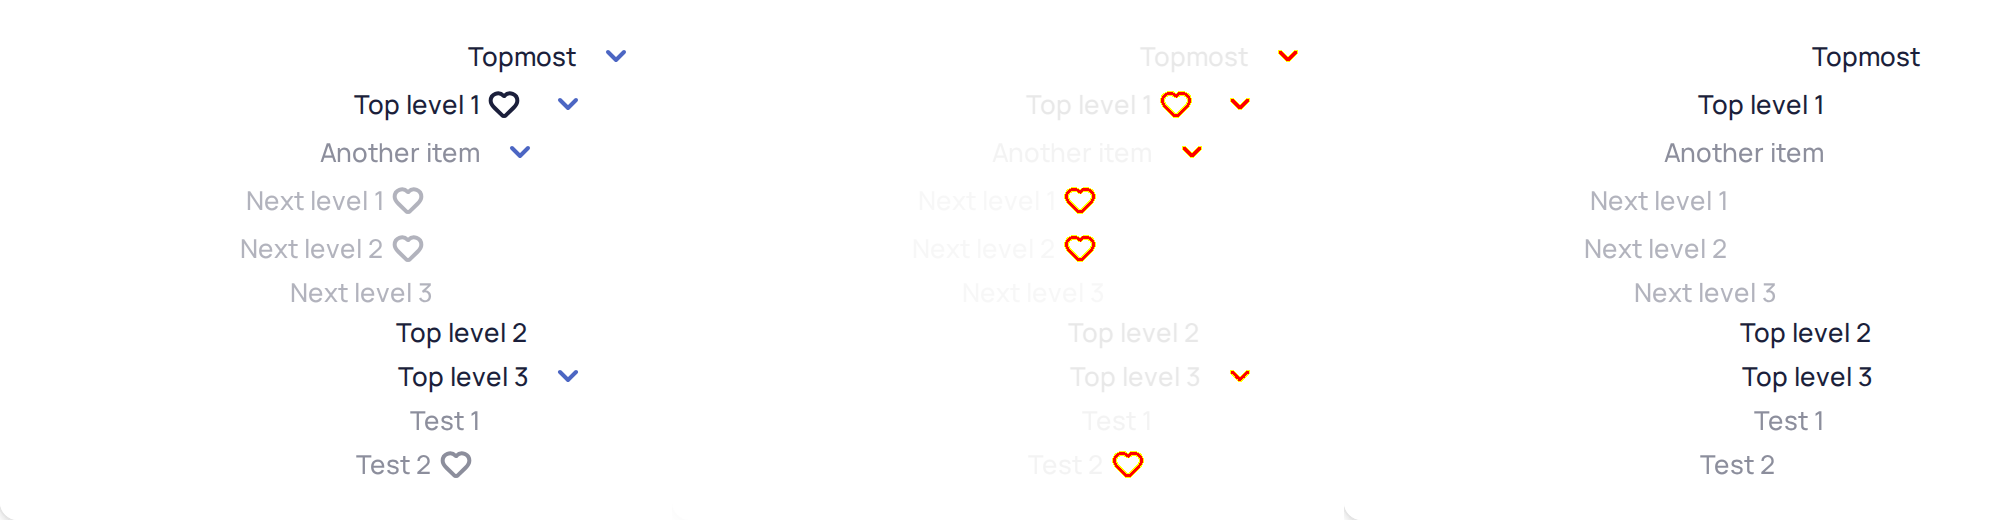 Topmost Topmost Topmost
Top level 1 Top level 1 Top level 1
Another item Another item Another item
Next level 1 Next level 1 Next level 1
Next level 2 Next level 2 Next level 2
Next level 3 Next level 3 Next level 3
Top level 2 Top level 2 Top level 2
Top level 3 Top level 3 Top level 3
Test 1 Test 1 Test 1
Test 2 Test 2 Test 2